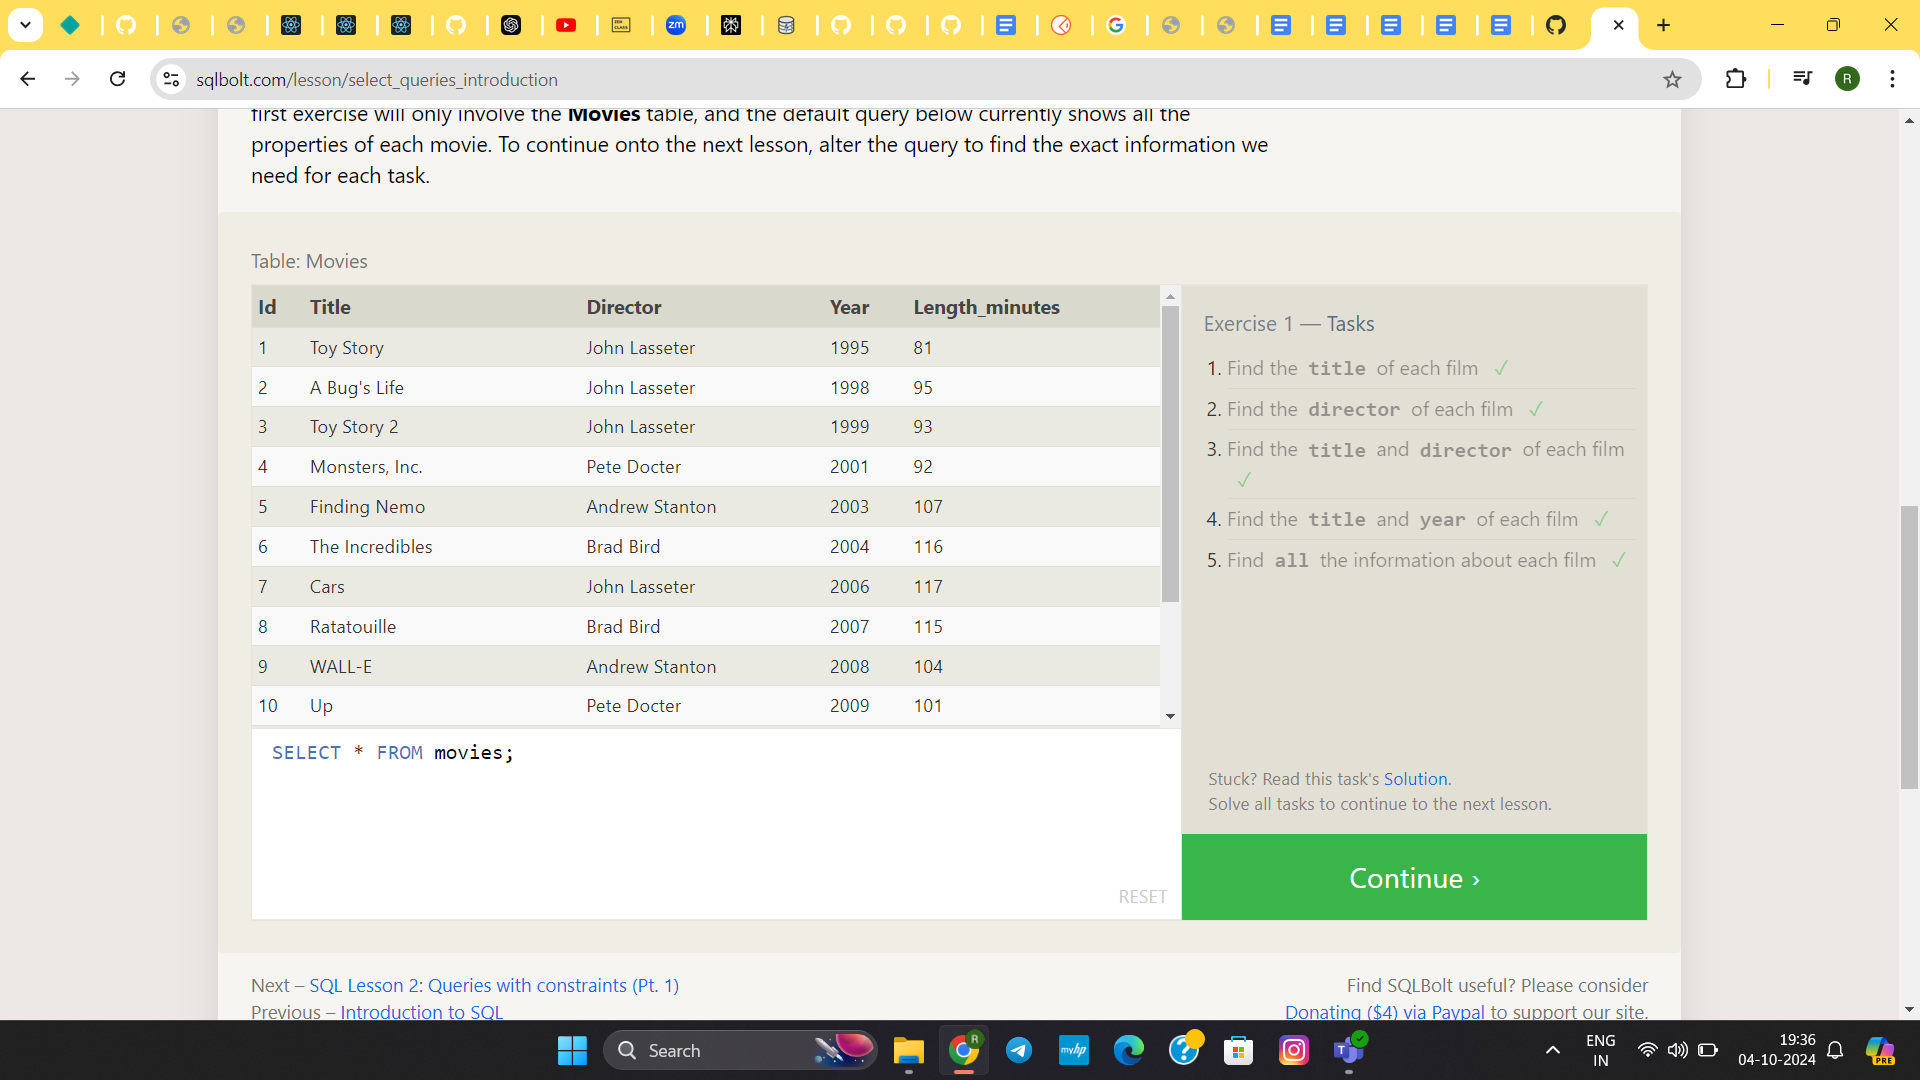 sqlbolt.com/lesson/select_queries_introduction
R
first exercise will only involve the Movies table, and the default query below currently shows all the
properties of each movie. To continue onto the next lesson, alter the query to find the exact information we
need for each task.
Table: Movies
Id Title Director Year Length_minutes
1 Toy Story John Lasseter 1995 81
2 A Bug's Life John Lasseter 1998 95
3 Toy Story 2 John Lasseter 1999 93
4 Monsters, Inc. Pete Docter 2001 92
5 Finding Nemo Andrew Stanton 2003 107
6 The Incredibles Brad Bird 2004 116
7 Cars John Lasseter 2006 117
8 Ratatouille Brad Bird 2007 115
9 WALL-E Andrew Stanton 2008 104
10 Up Pete Docter 2009 101
SELECT * FROM movies;
RESET
Exercise 1 — Tasks
1. Find the title of each film ✓
2. Find the director of each film ✓
3. Find the title and director of each film
✓
4. Find the title and year of each film ✓
5. Find all the information about each film ✓
Stuck? Read this task's Solution.
Solve all tasks to continue to the next lesson.
Continue ›
Next – SQL Lesson 2: Queries with constraints (Pt. 1)
Previous – Introduction to SQL
Find SQLBolt useful? Please consider
Donating ($4) via Paypal to support our site.
Search
R
myhp
ENG
IN
19:36
04-10-2024
PRE